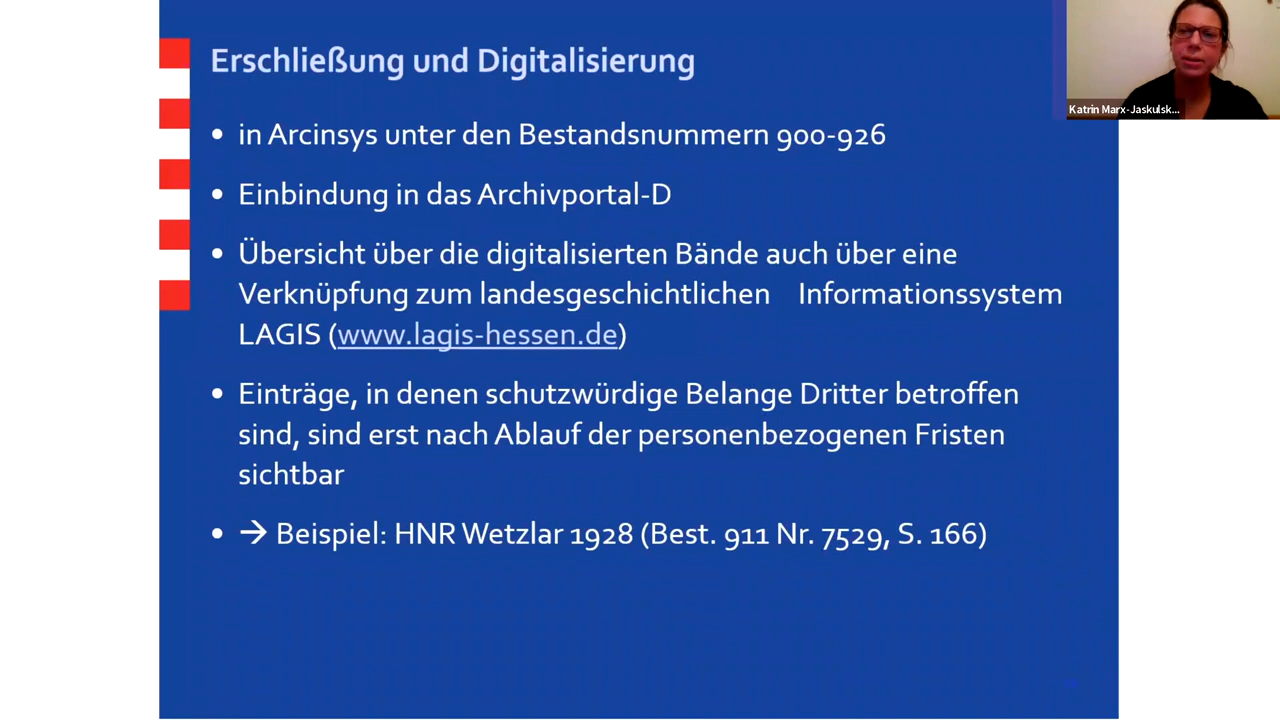 Erschließung und Digitalisierung
• in Arcinsys unter den Bestandsnummern 900-926
• Einbindung in das Archivportal-D
• Übersicht über die digitalisierten Bände auch über eine
Verknüpfung zum landesgeschichtlichen Informationssystem
LAGIS (www.lagis-hessen.de)
• Einträge, in denen schutzwürdige Belange Dritter betroffen
sind, sind erst nach Ablauf der personenbezogenen Fristen
sichtbar
• → Beispiel: HNR Wetzlar 1928 (Best. 911 Nr. 7529, S. 166)
Katrin Marx-Jaskulsk...